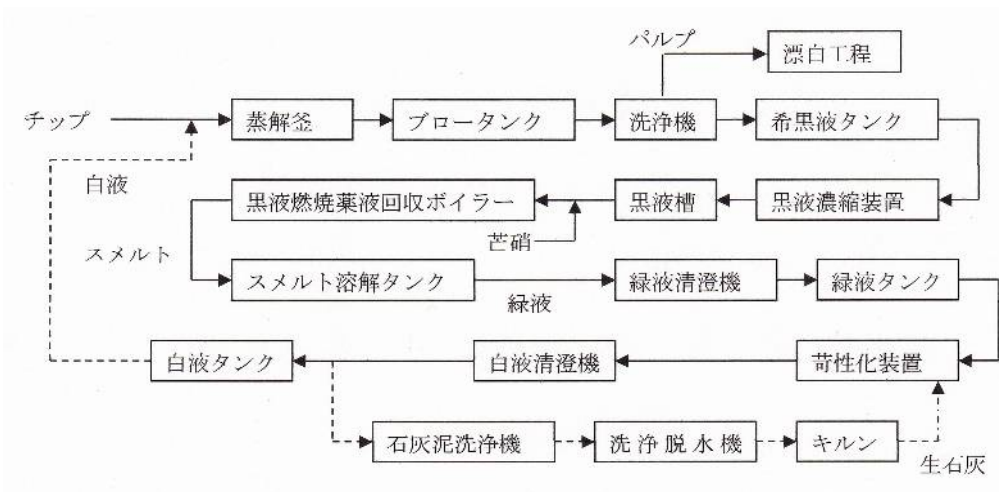 パルプ
漂白工程
チップ
蒸解釜
ブロータンク
洗浄機
希黒液タンク
白液
黒液燃焼薬液回収ボイラー
黒液槽
黒液濃縮装置
芒硝
スメルト
スメルト溶解タンク
緑液
緑液清澄機
緑液タンク
白液タンク
白液清澄機
苛性化装置
石灰泥洗浄機
洗浄脱水機
キルン
生石灰